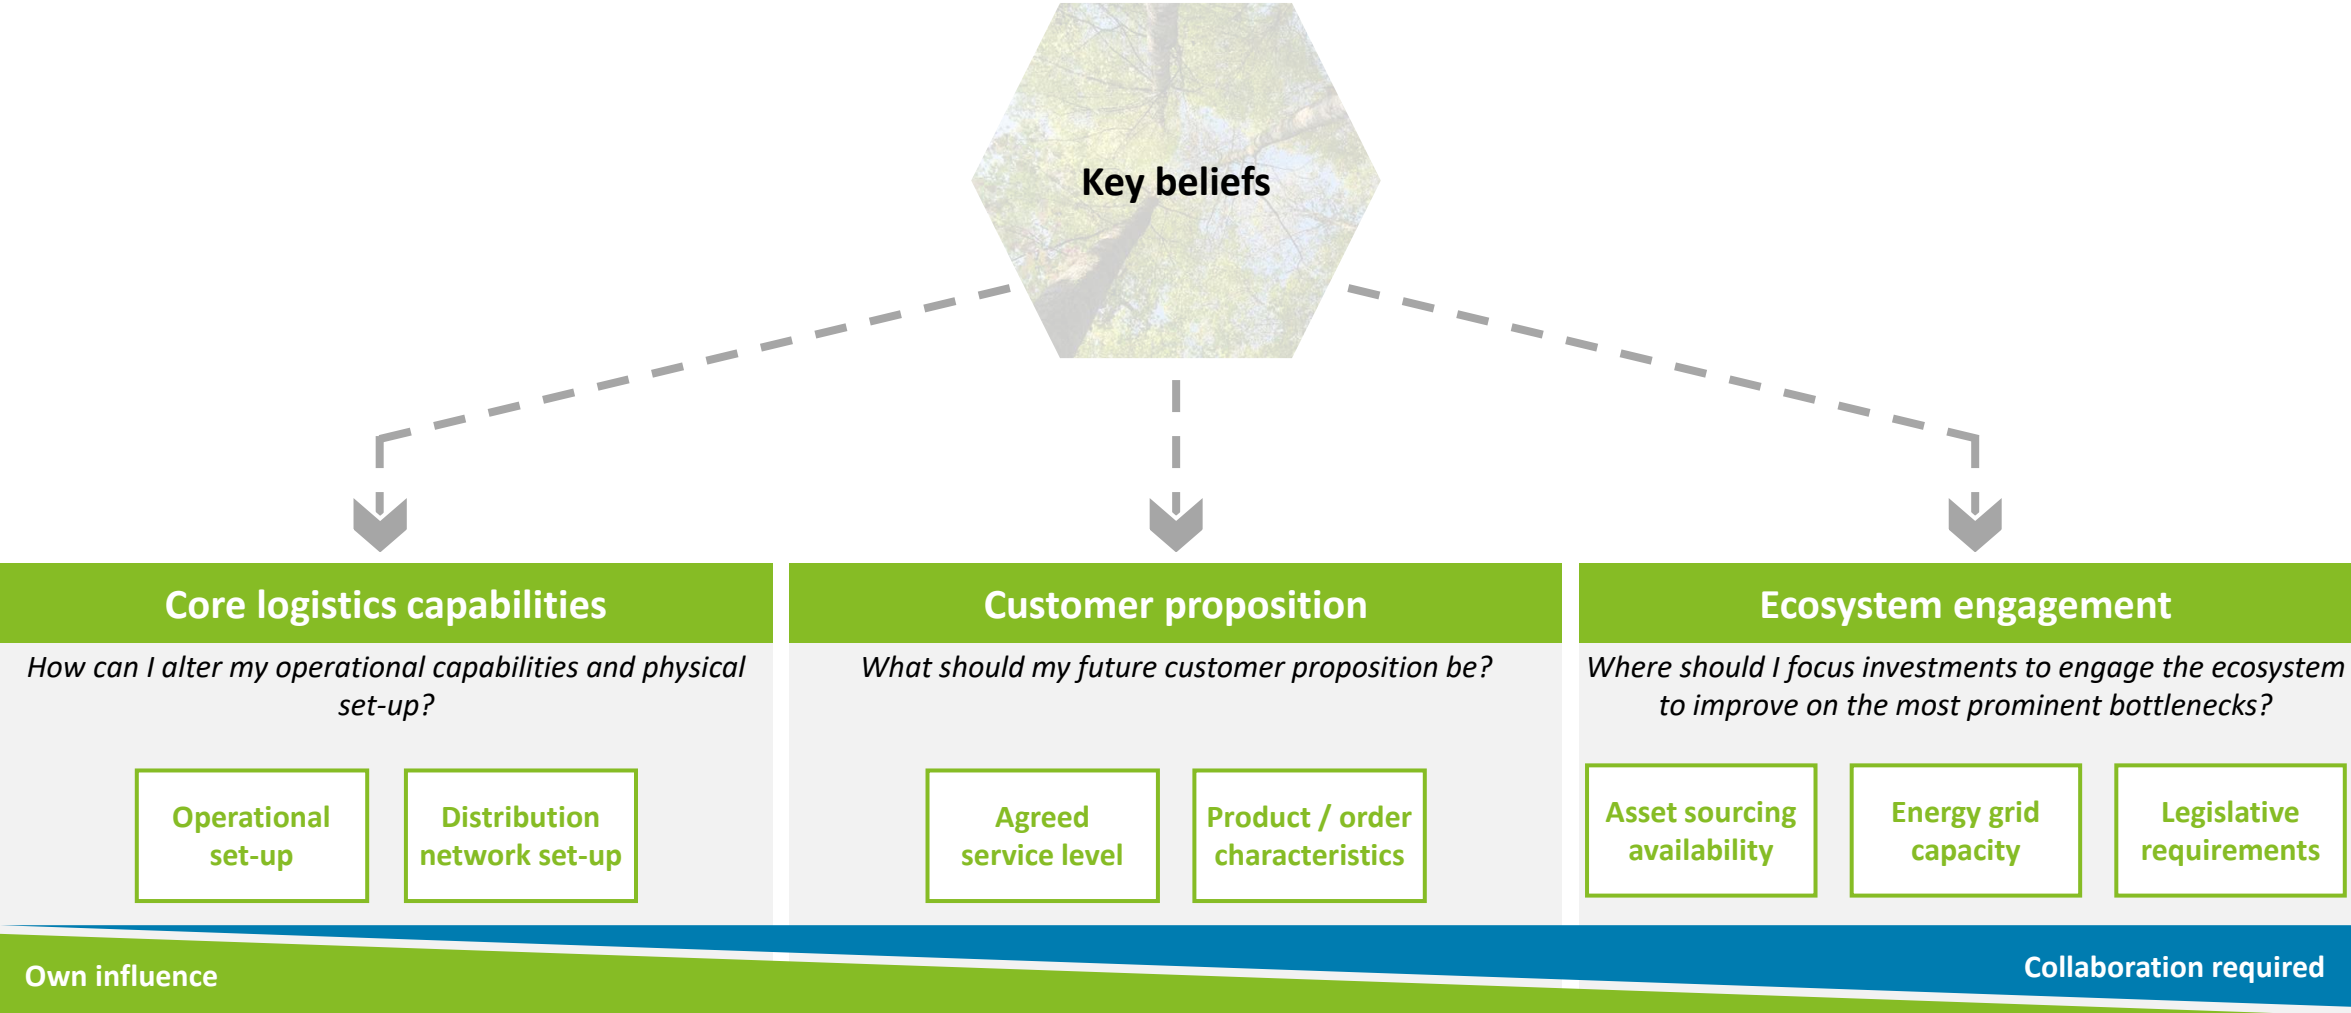 Key beliefs
Core logistics capabilities
How can I alter my operational capabilities and physical
set-up?
Operational
set-up
Distribution
network set-up
Customer proposition
What should my future customer proposition be?
Agreed
service level
Product / order
characteristics
Ecosystem engagement
Where should I focus investments to engage the ecosystem
to improve on the most prominent bottlenecks?
Asset sourcing
availability
Energy grid
capacity
Legislative
requirements
Own influence
Collaboration required